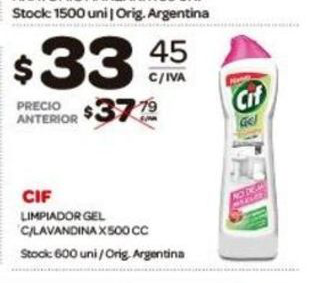 Stock: 1500 uni | Orig. Argentina
$33 45
C/IVA
PRECIO
ANTERIOR $37 79
Cif
Gel
CIF
LIMPIADOR GEL
C/LAVANDINA X 500 CC
Stock: 600 uni / Orig. Argentina